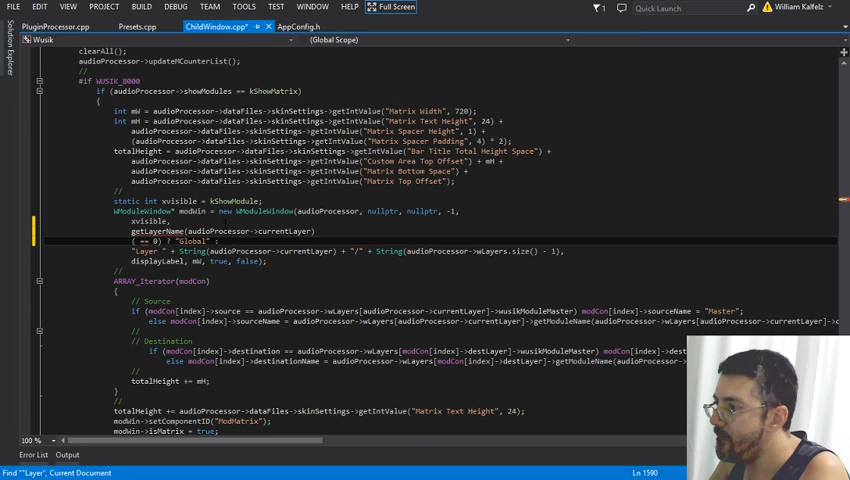 FILE EDIT VIEW PROJECT BUILD DEBUG TEAM TOOLS TEST WINDOW HELP Full Screen 1 William Kalfelz
Quick Launch
PluginProcessor.cpp Presets.cpp ChildWindow.cpp* AppConfig.h
Solution Explorer
Wusik (Global Scope)
clearAll();
audioProcessor->updateMCounterList();
//
#if WUSIK_8000
if (audioProcessor->showModules == kShowMatrix)
{
int mW = audioProcessor->dataFiles->skinSettings->getIntValue("Matrix Width", 720);
int mH = audioProcessor->dataFiles->skinSettings->getIntValue("Matrix Text Height", 24) +
audioProcessor->dataFiles->skinSettings->getIntValue("Matrix Spacer Height", 1) +
(audioProcessor->dataFiles->skinSettings->getIntValue("Matrix Spacer Padding", 4) * 2);
totalHeight = audioProcessor->dataFiles->skinSettings->getIntValue("Bar Title Total Height Space") +
audioProcessor->dataFiles->skinSettings->getIntValue("Custom Area Top Offset") + mH +
audioProcessor->dataFiles->skinSettings->getIntValue("Matrix Bottom Space") +
audioProcessor->dataFiles->skinSettings->getIntValue("Matrix Top Offset");
//
static int xvisible = kShowModule;
WModuleWindow* modWin = new WModuleWindow(audioProcessor, nullptr, nullptr, -1,
xvisible,
getLayerName(audioProcessor->currentLayer)
( == 0) ? "Global" :
"Layer " + String(audioProcessor->currentLayer) + "/" + String(audioProcessor->wLayers.size() - 1),
displayLabel, mW, true, false);
//
ARRAY_Iterator(modCon)
{
// Source
if (modCon[index]->source == audioProcessor->wLayers[audioProcessor->currentLayer]->wusikModuleMaster) modCon[index]->sourceName = "Master";
else modCon[index]->sourceName = audioProcessor->wLayers[audioProcessor->currentLayer]->getModuleName(audioProcessor->wLayers[audioProcessor->c
//
// Destination
if (modCon[index]->destination == audioProcessor->wLayers[modCon[index]->destLayer]->wusikModuleMaster) modCon[index]->dest
else modCon[index]->destinationName = audioProcessor->wLayers[modCon[index]->destLayer]->getModuleName(audioProcessor->
//
totalHeight += mH;
}
//
totalHeight += audioProcessor->dataFiles->skinSettings->getIntValue("Matrix Text Height", 24);
modWin->setComponentID("ModMatrix");
modWin->isMatrix = true;
100 %
Error List Output
Find ""Layer", Current Document Ln 1590